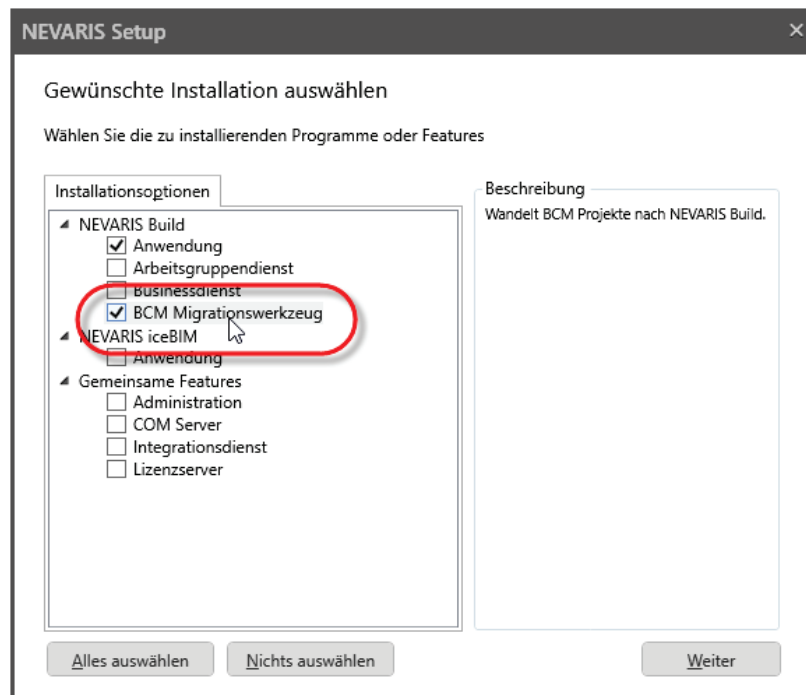 NEVARIS Setup
Gewünschte Installation auswählen
Wählen Sie die zu installierenden Programme oder Features
Installationsoptionen
NEVARIS Build
Anwendung
Arbeitsgruppendienst
Businessdienst
BCM Migrationswerkzeug
NEVARIS iceBIM
Anwendung
Gemeinsame Features
Administration
COM Server
Integrationsdienst
Lizenzserver
Beschreibung
Wandelt BCM Projekte nach NEVARIS Build.
Alles auswählen
Nichts auswählen
Weiter